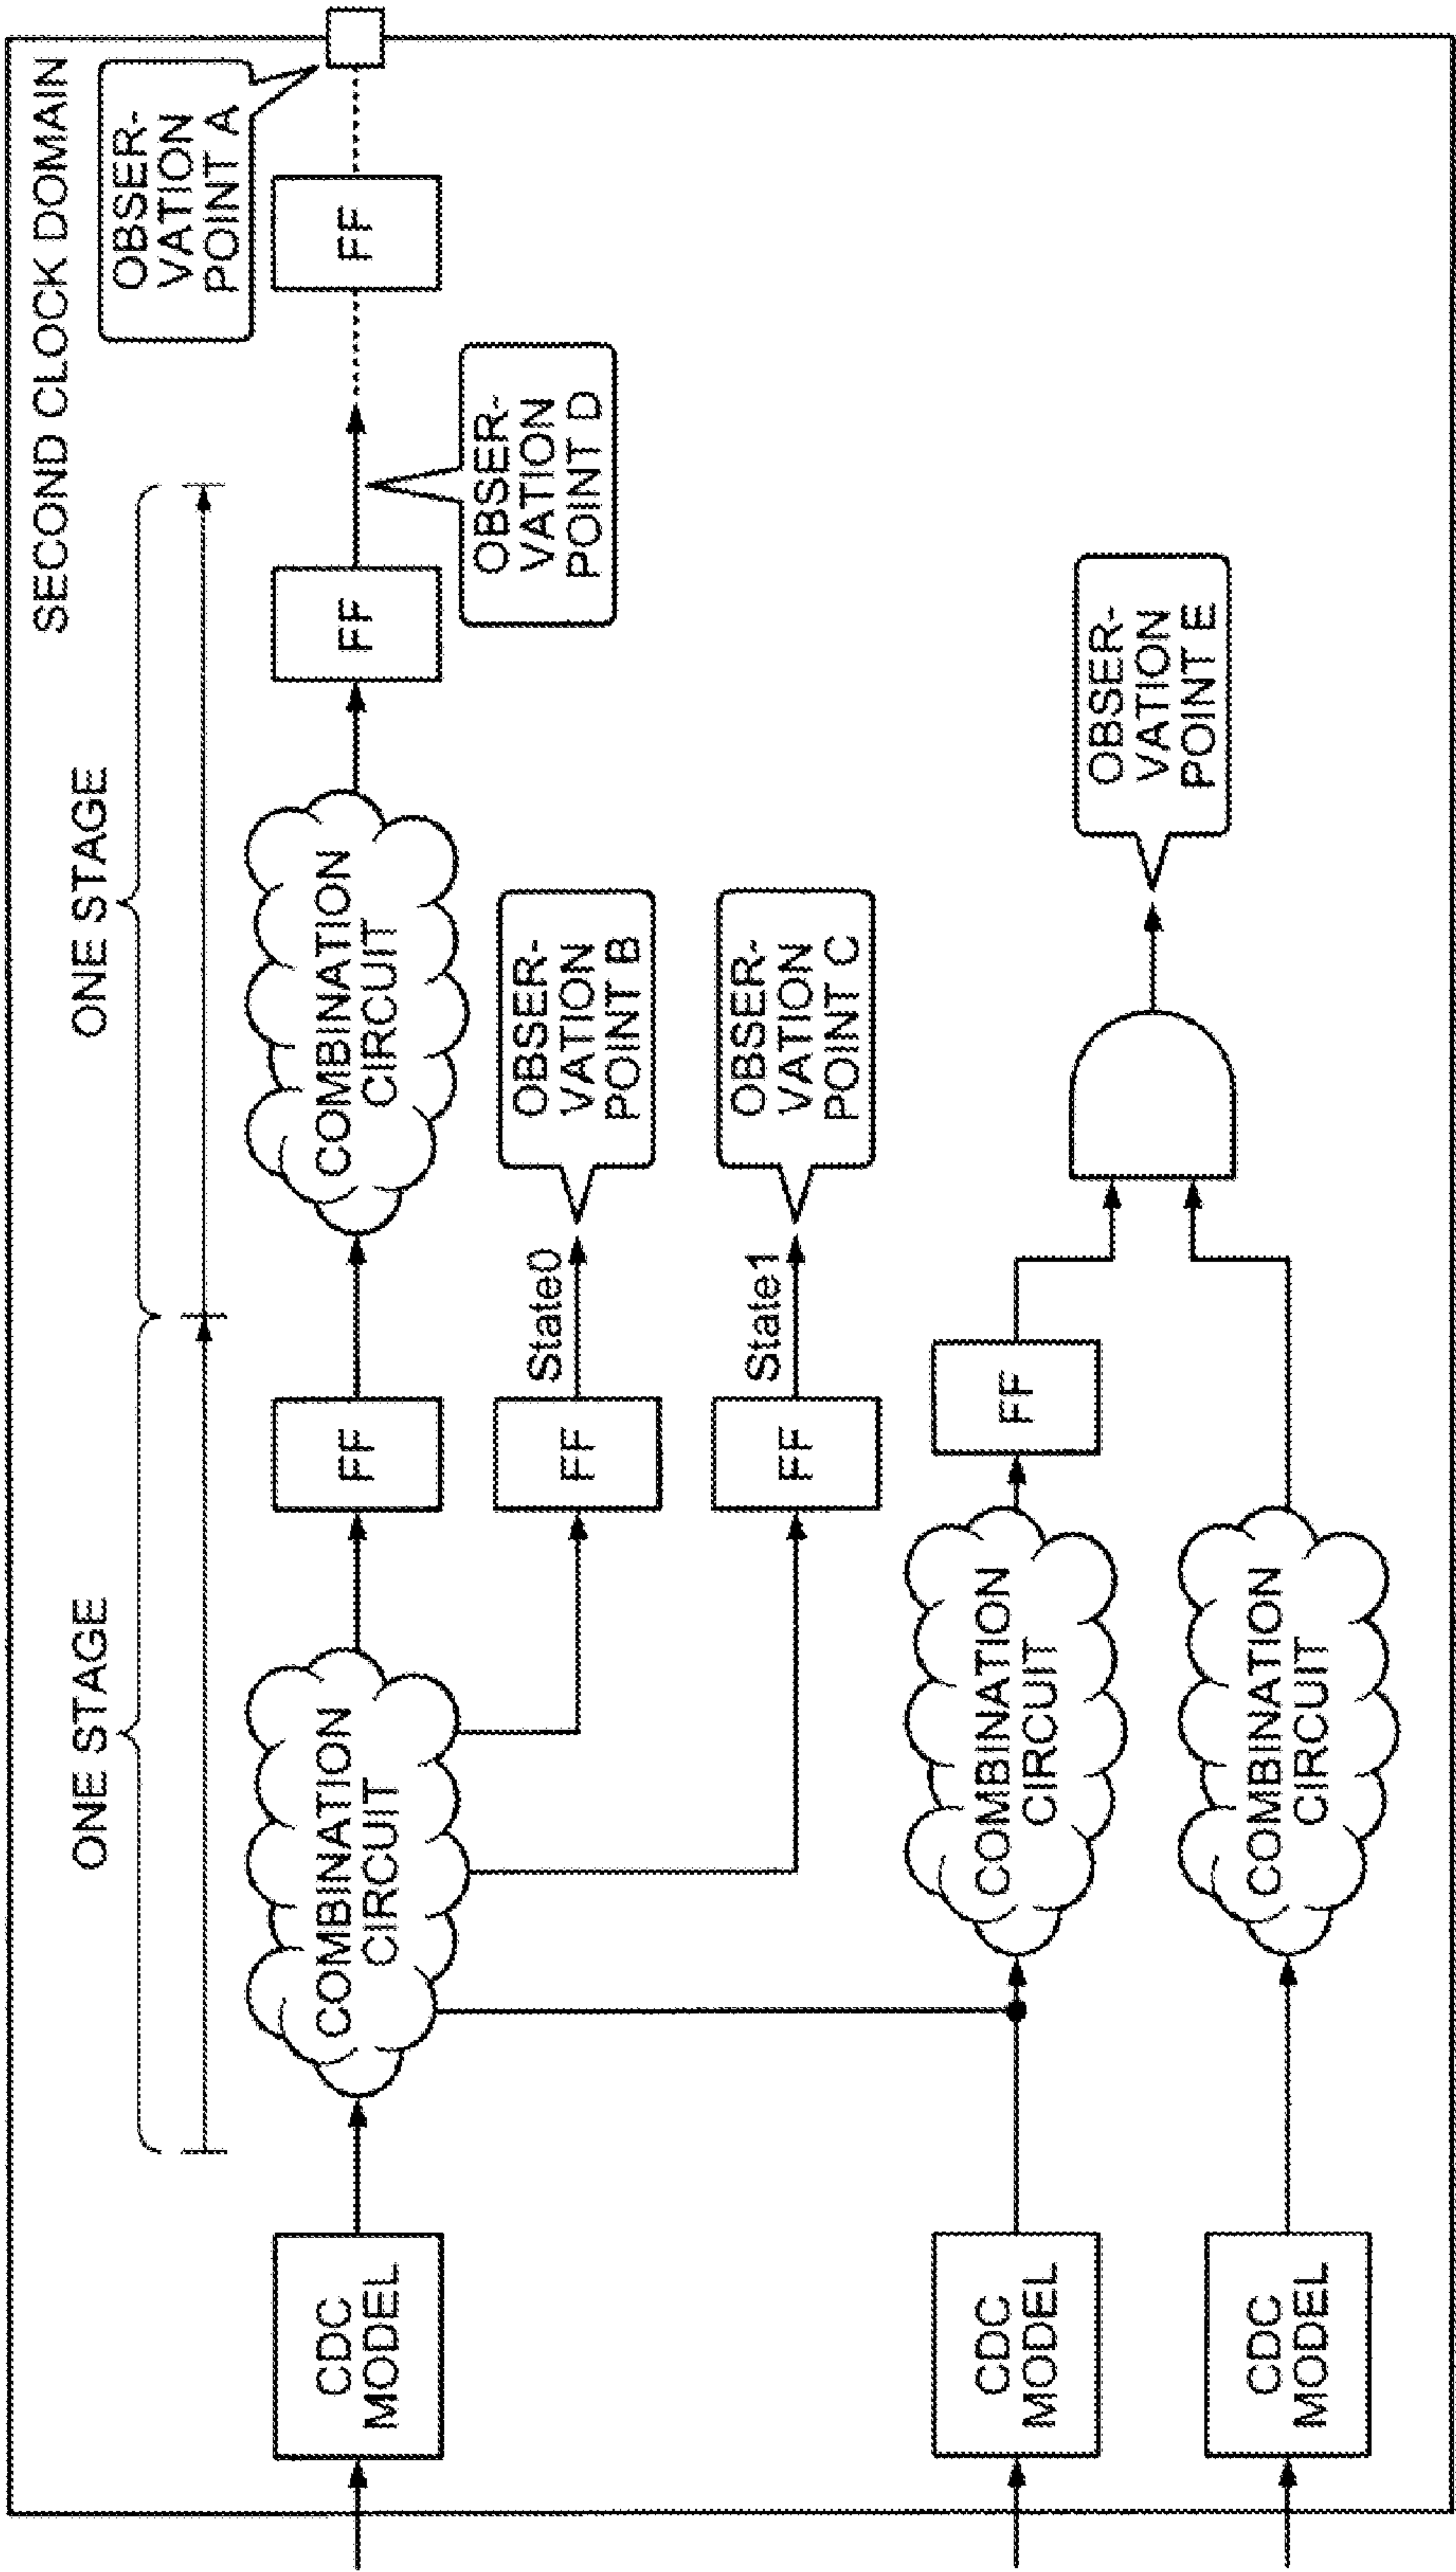 SECOND CLOCK DOMAIN
ONE STAGE
ONE STAGE
OBSER-
VATION
POINT A
CDC
MODEL
COMBINATION
CIRCUIT
FF
COMBINATION
CIRCUIT
FF
FF
OBSER-
VATION
POINT D
FF
State0
OBSER-
VATION
POINT B
FF
State1
OBSER-
VATION
POINT C
CDC
MODEL
COMBINATION
CIRCUIT
FF
OBSER-
VATION
POINT E
CDC
MODEL
COMBINATION
CIRCUIT